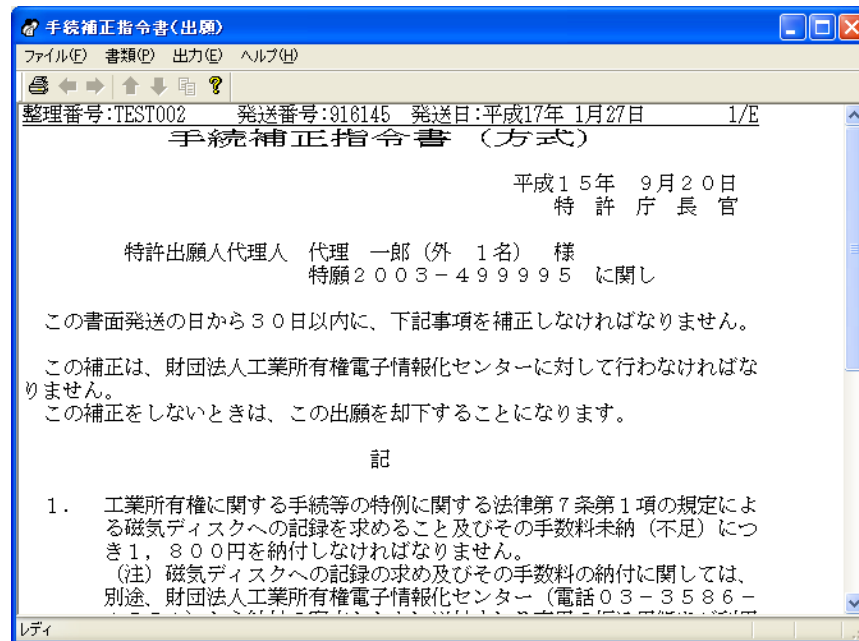 手続補正指令書(出願)
ファイル(F) 書類(P) 出力(E) ヘルプ(H)
整理番号:TEST002 発送番号:916145 発送日:平成17年 1月27日 1/E
手続補正指令書(方式)
平成15年 9月20日
特許庁長官
特許出願人代理人 代理 一郎(外 1名) 様
特願2003-499995 に関し
この書面発送の日から30日以内に、下記事項を補正しなければなりません。
この補正は、財団法人工業所有権電子情報化センターに対して行わなければな
りません。
この補正をしないときは、この出願を却下することになります。
記
1. 工業所有権に関する手続等の特例に関する法律第7条第1項の規定によ
る磁気ディスクへの記録を求めること及びその手数料未納(不足)につ
き1,800円を納付しなければなりません。
(注)磁気ディスクへの記録の求め及びその手数料の納付に関しては、
別途、財団法人工業所有権電子情報化センター(電話03-3586-
レディ